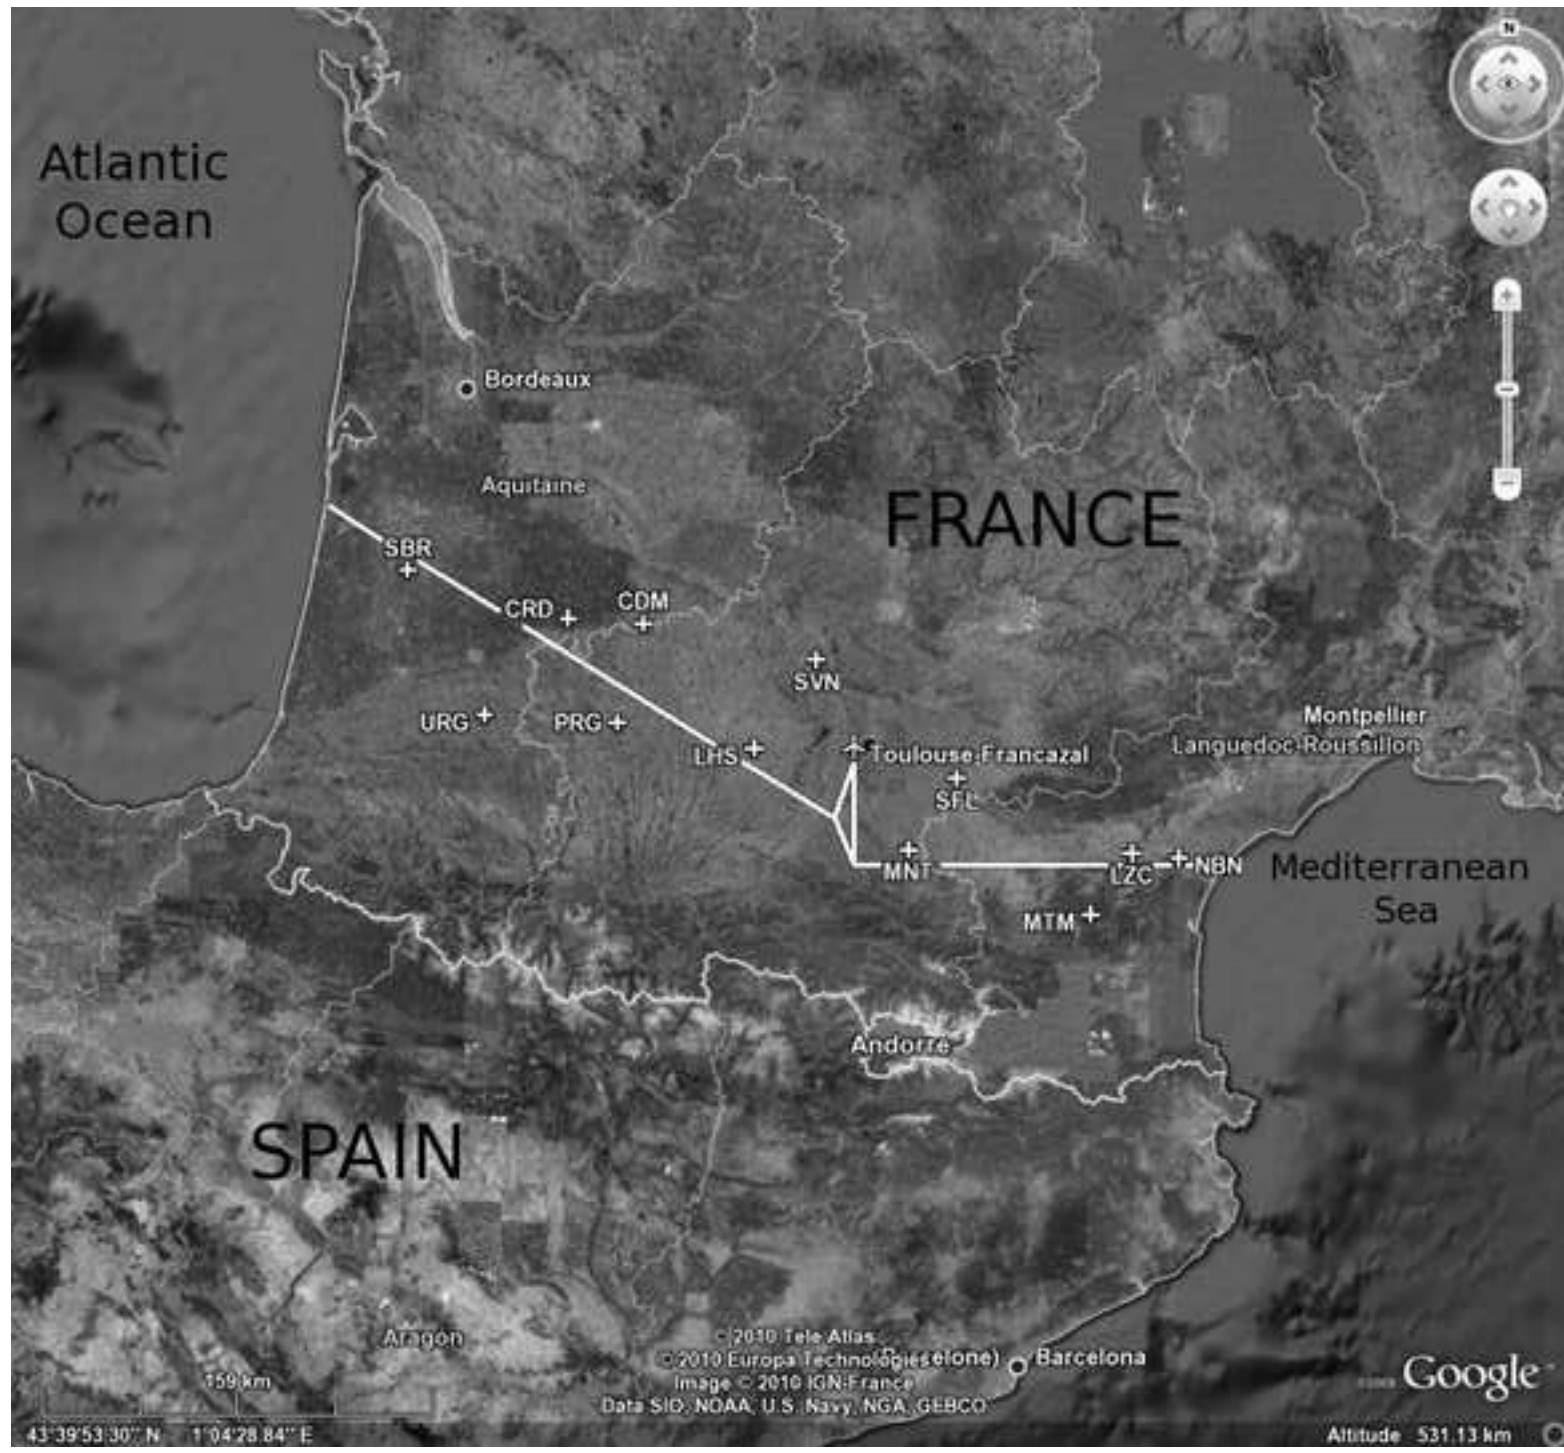 N
Atlantic
Ocean
Bordeaux
Aquitaine
FRANCE
SBR
CRD
CDM
SVN
URG
PRG
LHS
Toulouse-Francazal
Montpellier
Languedoc-Roussillon
SFL
MNT
LZC
NBN
MTM
Mediterranean
Sea
Andorre
SPAIN
Aragon
Barcelona
© 2010 Tele Atlas
© 2010 Europa Technologies
Image © 2010 IGN-France
Data SIO, NOAA, U.S. Navy, NGA, GEBCO
Google
159 km
43°39'53.30" N 1°04'28.84" E
Altitude 531.13 km